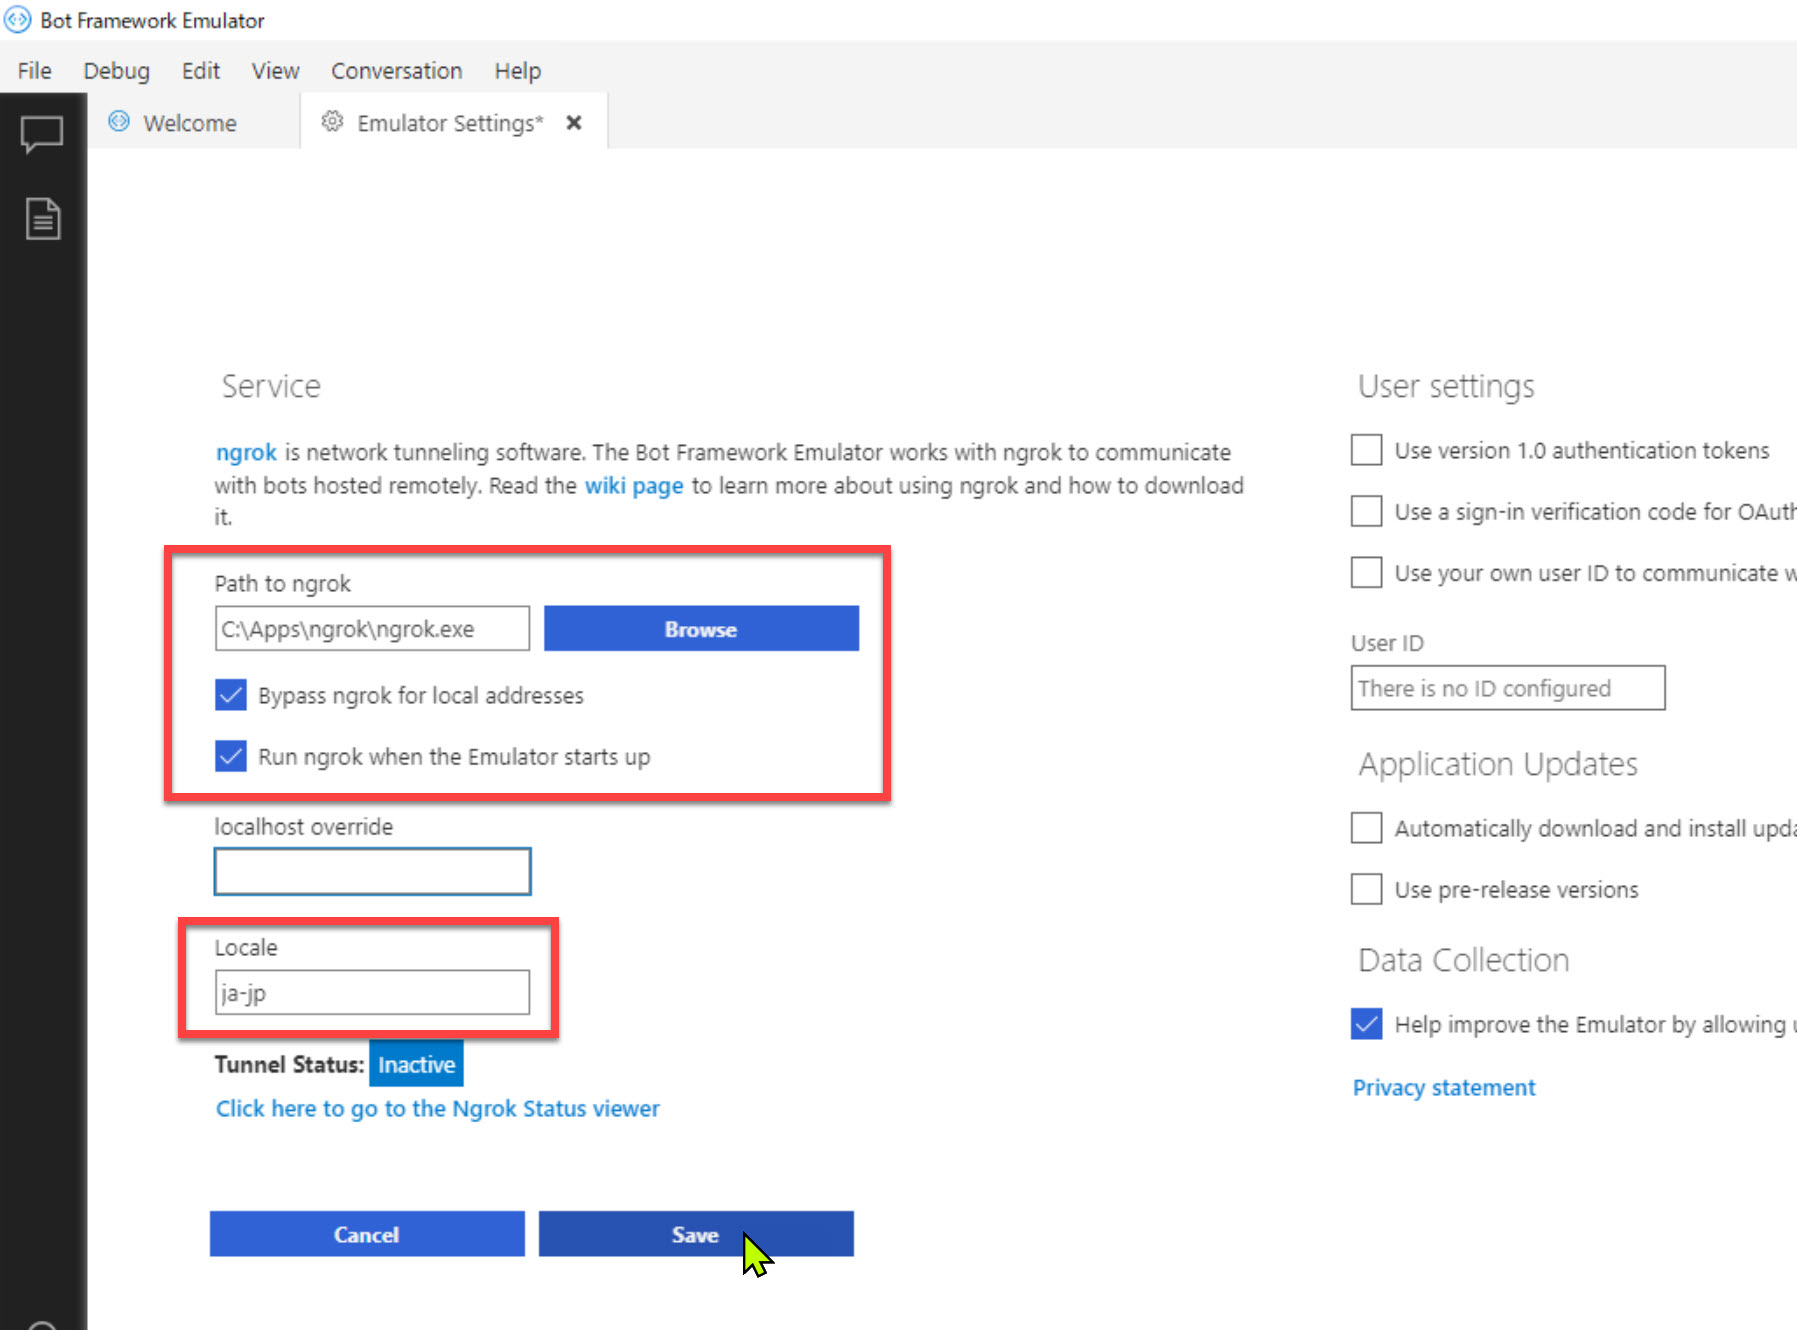 Bot Framework Emulator
File Debug Edit View Conversation Help
Welcome
Emulator Settings*
Service
ngrok is network tunneling software. The Bot Framework Emulator works with ngrok to communicate
with bots hosted remotely. Read the wiki page to learn more about using ngrok and how to download
it.
Path to ngrok
C:\Apps\ngrok\ngrok.exe
Browse
Bypass ngrok for local addresses
Run ngrok when the Emulator starts up
localhost override
Locale
ja-jp
Tunnel Status: Inactive
Click here to go to the Ngrok Status viewer
Cancel
Save
User settings
Use version 1.0 authentication tokens
Use a sign-in verification code for OAuth
Use your own user ID to communicate
User ID
There is no ID configured
Application Updates
Automatically download and install
Use pre-release versions
Data Collection
Help improve the Emulator by allowing
Privacy statement